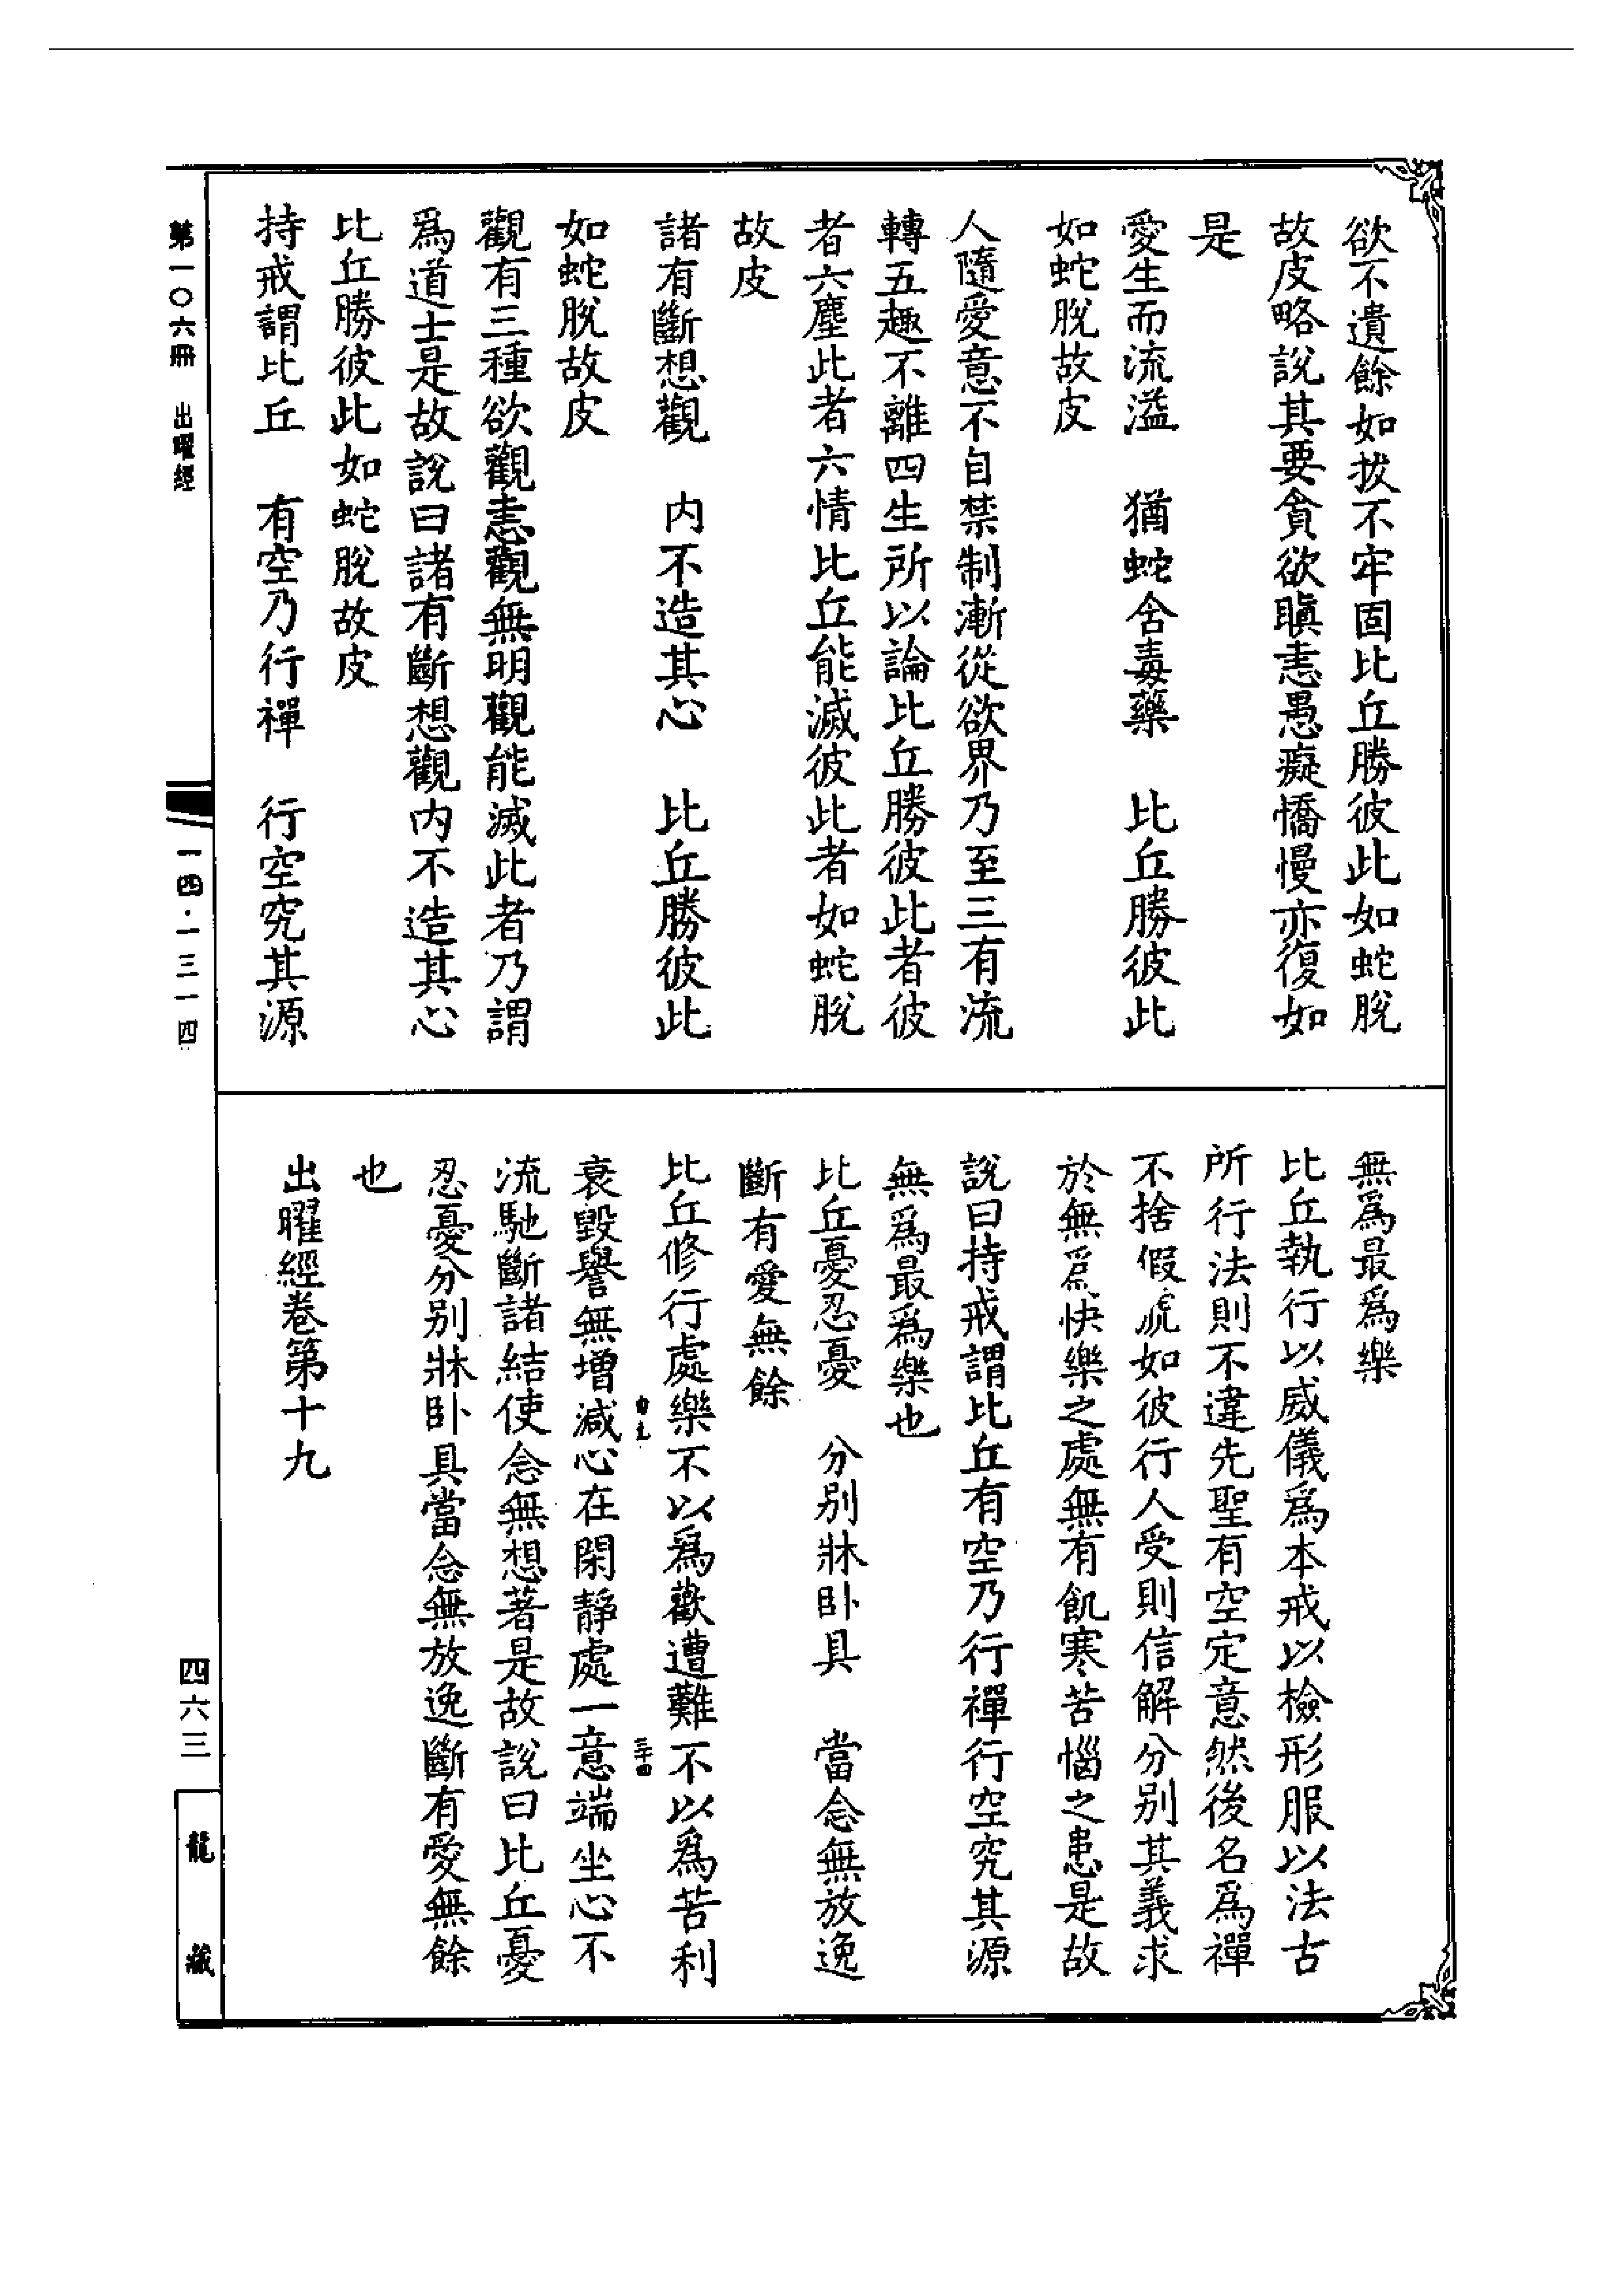 欲不遺餘如拔不牢固比丘勝彼此如蛇脫
故皮略說其要貪欲瞋恚愚癡憍慢亦復如
是
愛生而流溢　猶蛇含毒藥　比丘勝彼此
如蛇脫故皮
人隨愛意不自禁制漸從欲界乃至三有流
轉五趣不離四生所以論比丘勝彼此者彼
者六塵此者六情比丘能滅彼此者如蛇脫
故皮
諸有斷想觀　內不造其心　比丘勝彼此
如蛇脫故皮
觀有三種欲觀恚觀無明觀能滅此者乃謂
爲道士是故說曰諸有斷想觀內不造其心
比丘勝彼此如蛇脫故皮
持戒謂比丘　有空乃行禪　行空究其源
無爲最爲樂
比丘執行以威儀爲本戒以檢形服以法古
所行法則不違先聖有空定意然後名爲禪
不捨假號如彼行人受則信解分別其義求
於無爲快樂之處無有飢寒苦惱之患是故
說曰持戒謂比丘有空乃行禪行空究其源
無爲最爲樂也
比丘憂忍憂　分別牀臥具　當念無放逸
斷有愛無餘
比丘修行處樂不以爲歡遭難不以爲苦利
衰毀譽無增減心在閑靜處一意端坐心不
流馳斷諸結使念無想著是故說曰比丘憂
忍憂分別牀臥具當念無放逸斷有愛無餘
也
出曜經卷第十九
第一〇六冊　出曜經
一四·一三一四
四六三
龍藏